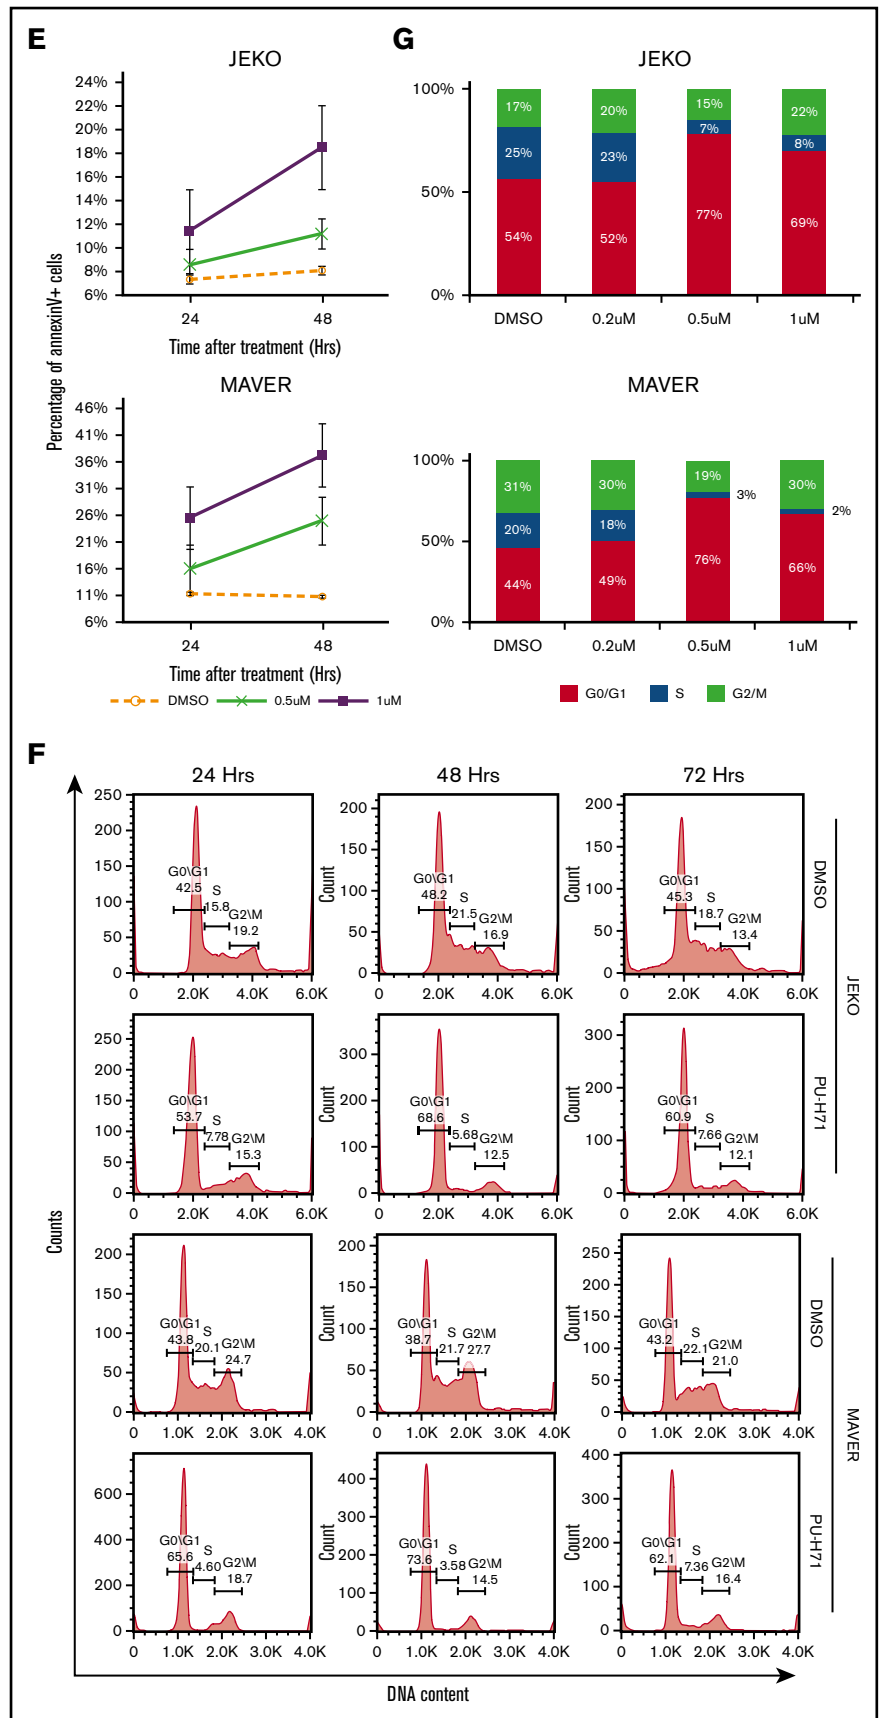 E
JEKO
24%
22%
20%
18%
16%
14%
12%
10%
8%
6%
24 48
Time after treatment (Hrs)
Percentage of annexinV+ cells
MAVER
46%
41%
36%
31%
26%
21%
16%
11%
6%
24 48
Time after treatment (Hrs)
DMSO 0.5uM 1uM
G
JEKO
100%
50%
0%
17% 20% 15% 22%
25% 23% 7% 8%
54% 52% 77% 69%
DMSO 0.2uM 0.5uM 1uM
MAVER
100%
50%
0%
31% 30% 19% 30%
20% 18% 3% 2%
44% 49% 76% 66%
DMSO 0.2uM 0.5uM 1uM
G0/G1 S G2/M
F
24 Hrs 48 Hrs 72 Hrs
Counts
250
200
150
100
50
0
G0\G1
42.5
S
15.8
G2\M
19.2
0 2.0K 4.0K 6.0K
Count
200
150
100
50
0
G0\G1
48.2
S
21.5
G2\M
16.9
0 2.0K 4.0K 6.0K
Count
200
150
100
50
0
G0\G1
45.3
S
18.7
G2\M
13.4
0 2.0K 4.0K 6.0K
DMSO
JEKO
250
200
150
100
50
0
G0\G1
53.7
S
7.78
G2\M
15.3
0 2.0K 4.0K 6.0K
Count
300
200
100
0
G0\G1
68.6
S
5.68
G2\M
12.5
0 2.0K 4.0K 6.0K
Count
300
200
100
0
G0\G1
60.9
S
7.66
G2\M
12.1
0 2.0K 4.0K 6.0K
PU-H71
200
150
100
50
0
G0\G1
43.8
S
20.1
G2\M
24.7
0 1.0K 2.0K 3.0K 4.0K
Count
200
150
100
50
0
G0\G1
38.7
S
21.7
G2\M
27.7
0 1.0K 2.0K 3.0K 4.0K
Count
250
200
150
100
50
0
G0\G1
43.2
S
22.1
G2\M
21.0
0 1.0K 2.0K 3.0K 4.0K
DMSO
MAVER
600
400
200
0
G0\G1
65.6
S
4.60
G2\M
18.7
0 1.0K 2.0K 3.0K 4.0K
Count
400
300
200
100
0
G0\G1
73.6
S
3.58
G2\M
14.5
0 1.0K 2.0K 3.0K 4.0K
Count
400
300
200
100
0
G0\G1
62.1
S
7.36
G2\M
16.4
0 1.0K 2.0K 3.0K 4.0K
PU-H71
DNA content